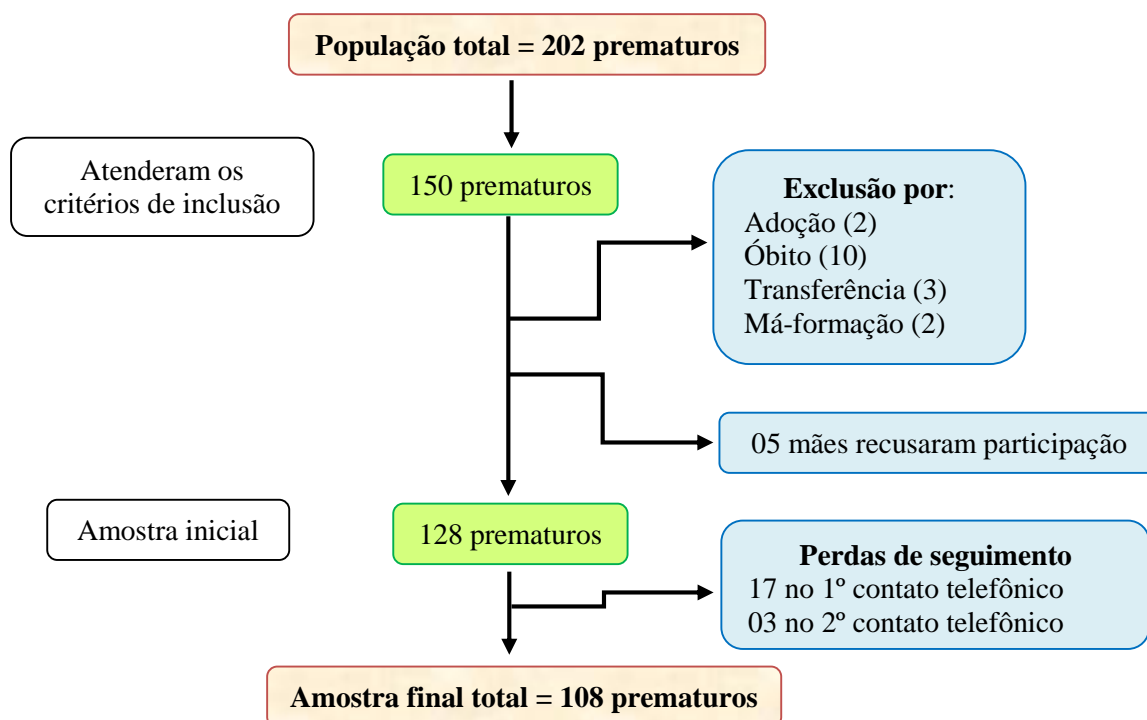 População total = 202 prematuros
Atenderam os
critérios de inclusão
150 prematuros
Exclusão por:
Adoção (2)
Óbito (10)
Transferência (3)
Má-formação (2)
05 mães recusaram participação
Amostra inicial
128 prematuros
Perdas de seguimento
17 no 1º contato telefônico
03 no 2º contato telefônico
Amostra final total = 108 prematuros